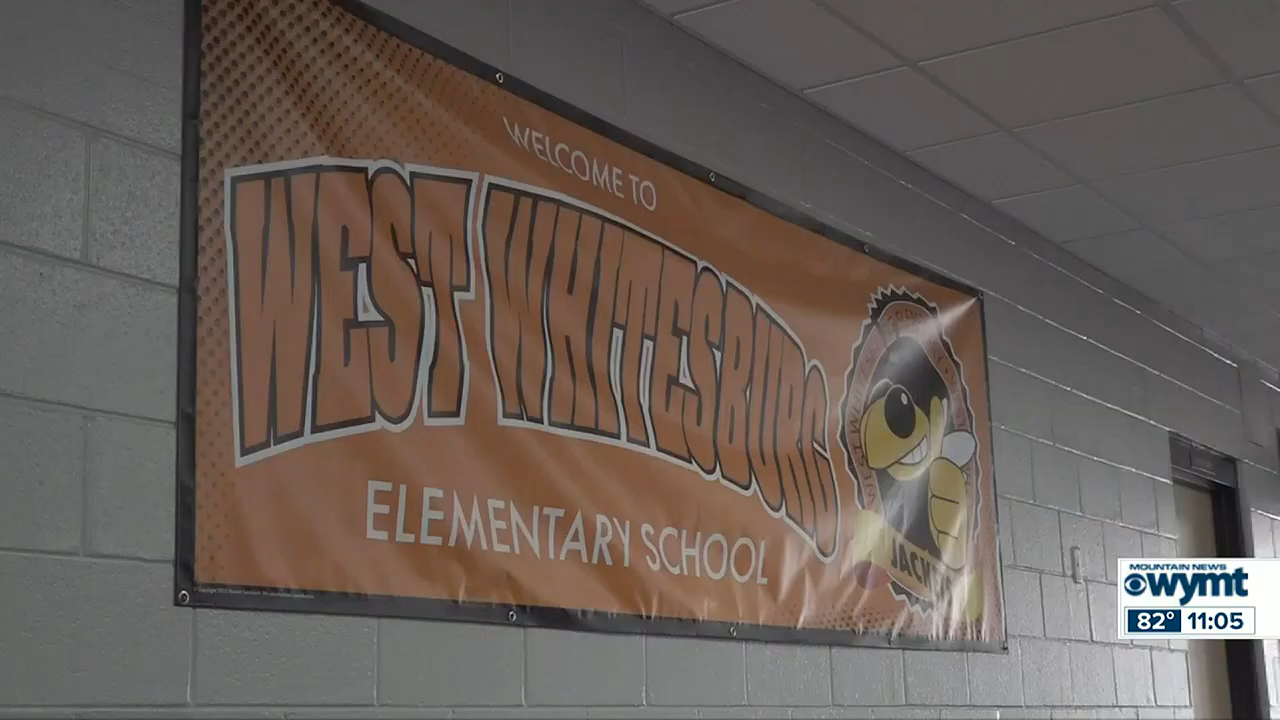 WELCOME TO
WEST WHITESBURG
ELEMENTARY SCHOOL
MOUNTAIN NEWS
wymt
82° 11:05